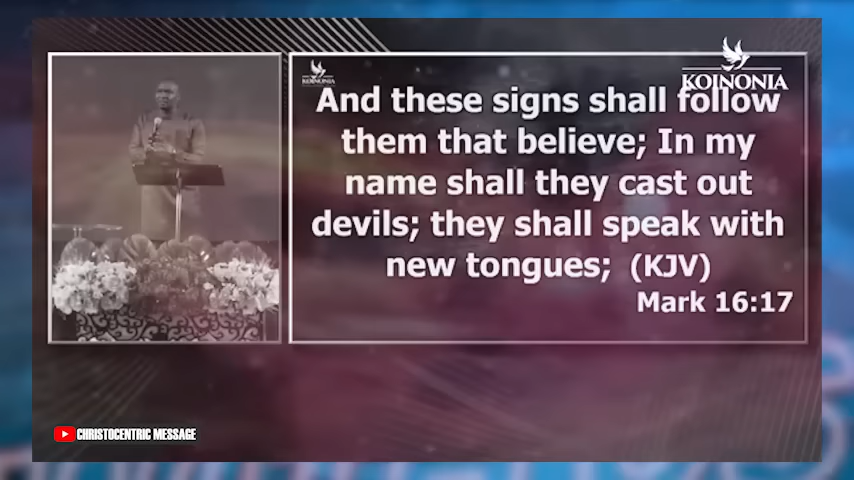 KOINONIA
KOINONIA
And these signs shall follow
them that believe; In my
name shall they cast out
devils; they shall speak with
new tongues; (KJV)
Mark 16:17
CHRISTOCENTRIC MESSAGE